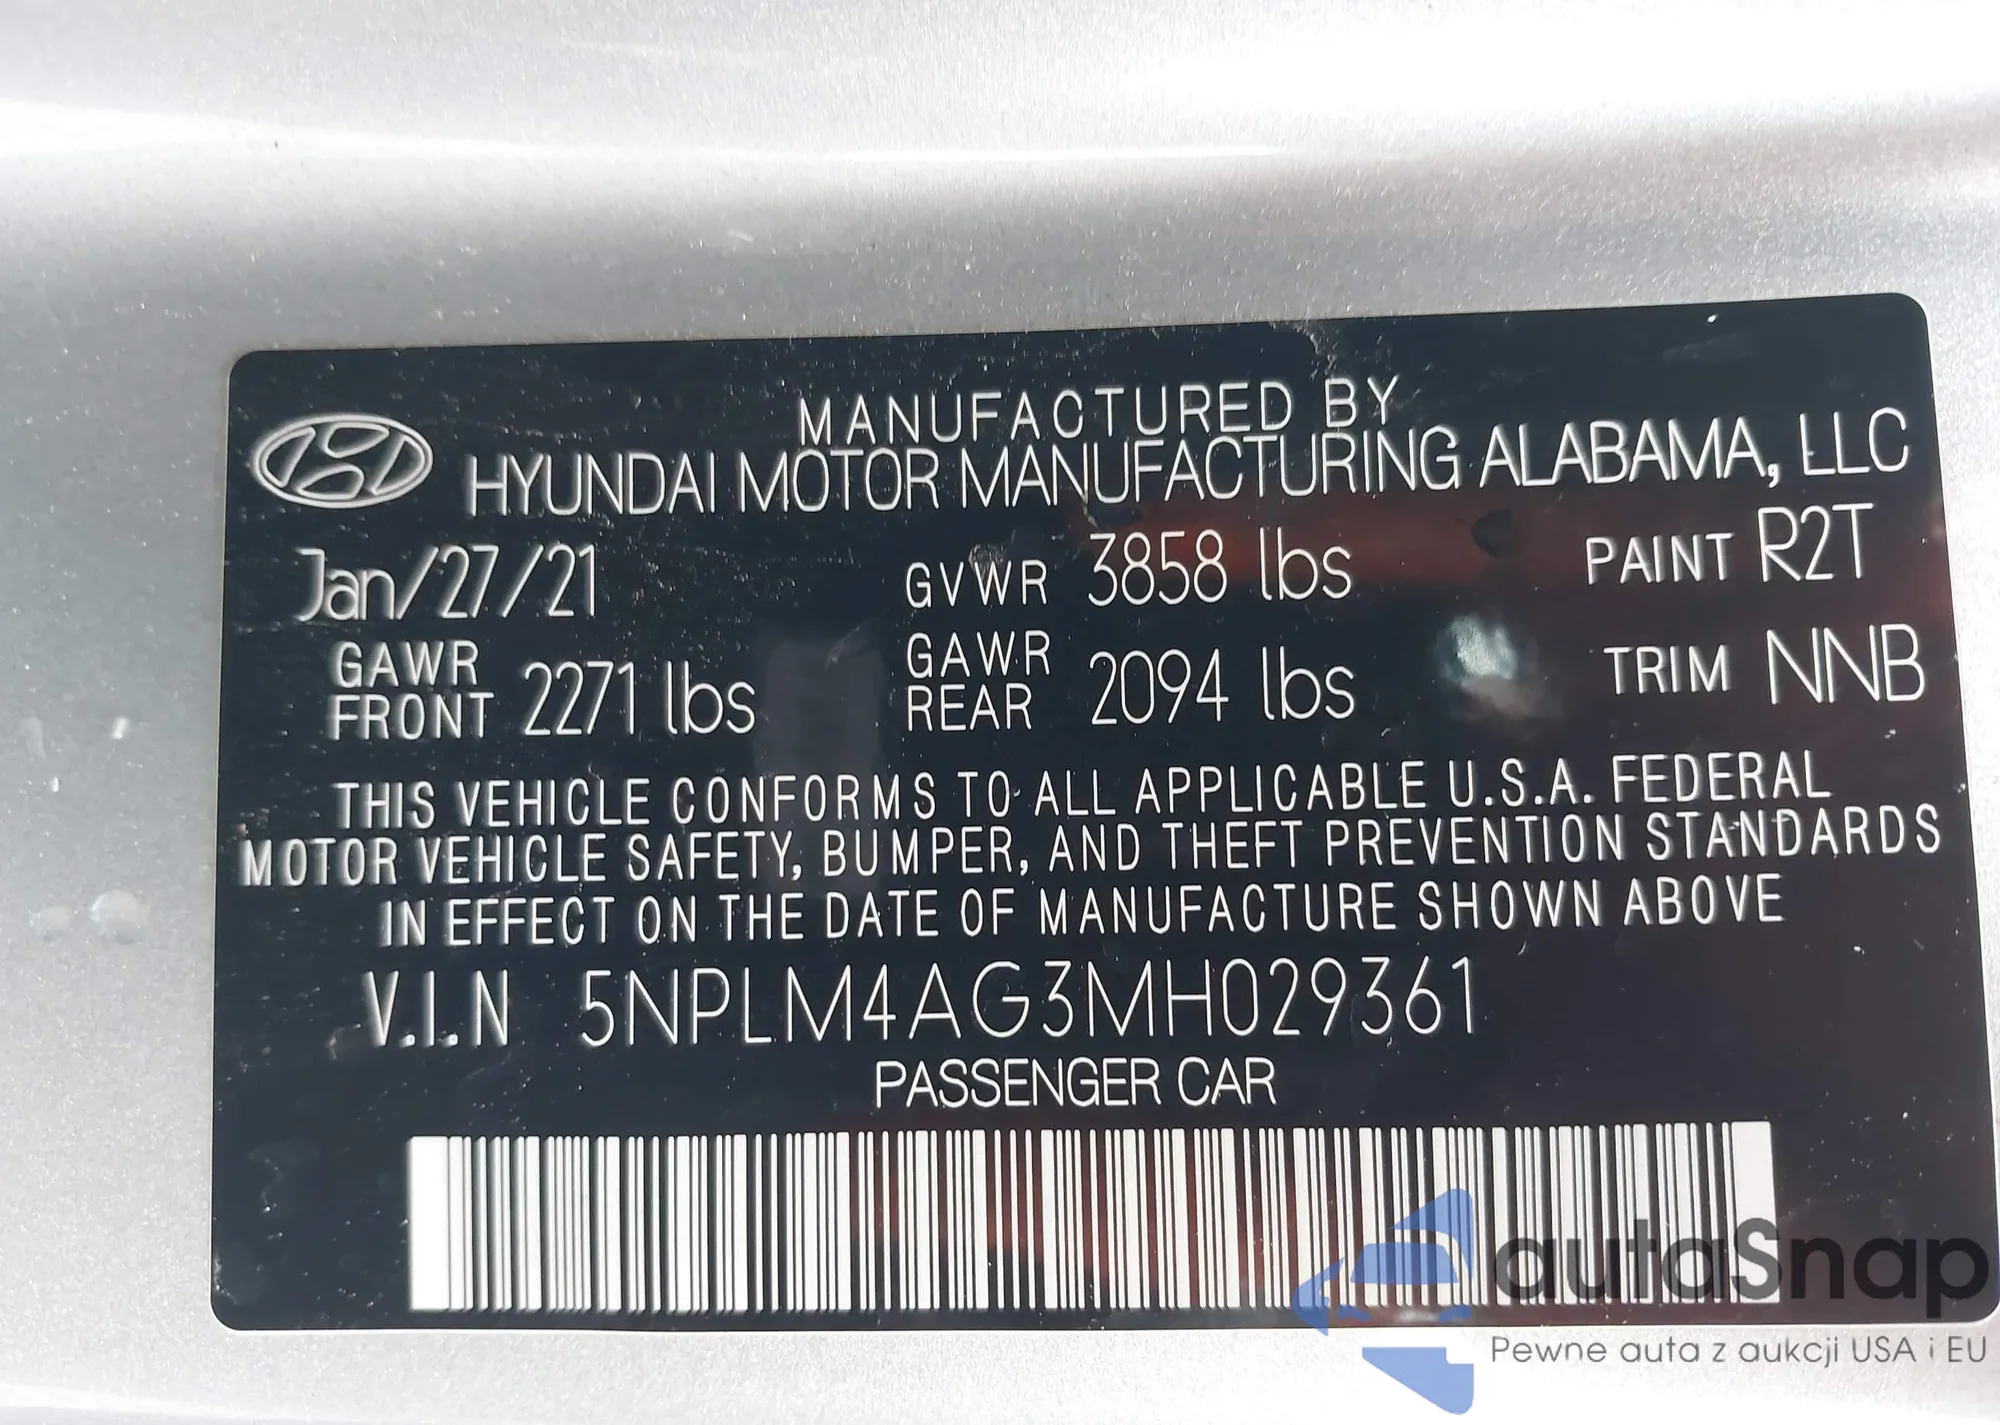 MANUFACTURED BY
HYUNDAI MOTOR MANUFACTURING ALABAMA, LLC
Jan/27/21 GVWR 3858 lbs PAINT R2T
GAWR FRONT 2271 lbs GAWR REAR 2094 lbs TRIM NNB
THIS VEHICLE CONFORMS TO ALL APPLICABLE U.S.A. FEDERAL
MOTOR VEHICLE SAFETY, BUMPER, AND THEFT PREVENTION STANDARDS
IN EFFECT ON THE DATE OF MANUFACTURE SHOWN ABOVE
V.I.N 5NPLM4AG3MH029361
PASSENGER CAR
autaSnap
Pewne auta z aukcji USA i EU